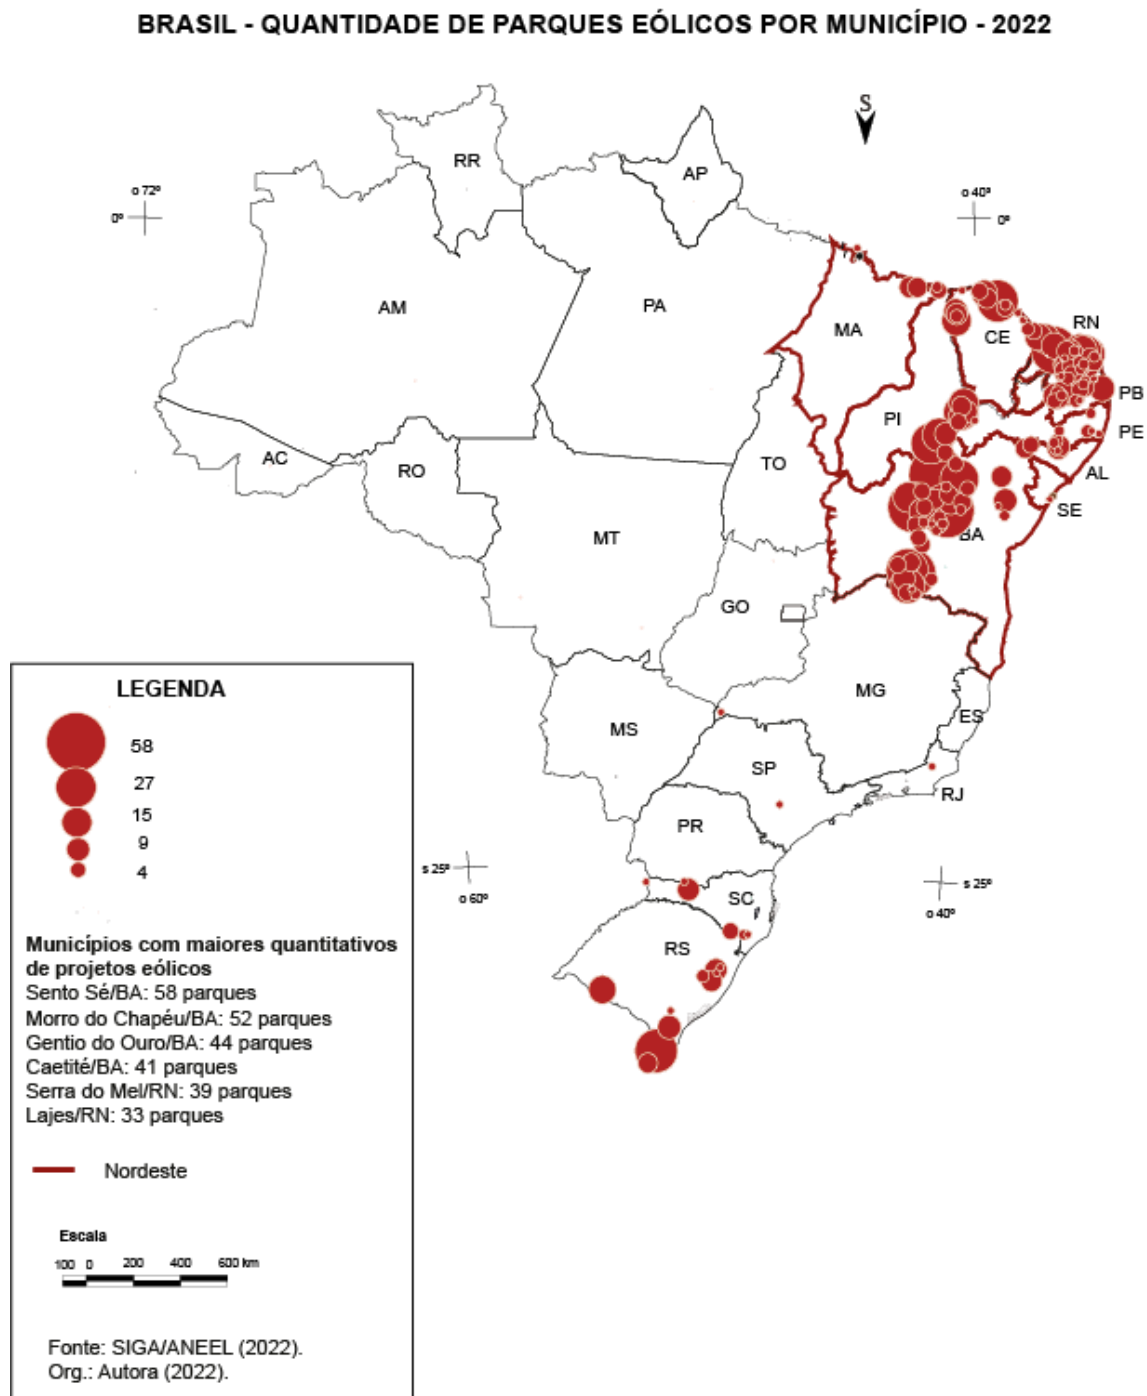 BRASIL - QUANTIDADE DE PARQUES EÓLICOS POR MUNICÍPIO - 2022
S
RR
AP
o 72º
0º
o 40º
0º
AM
PA
MA
CE
RN
PB
PI
PE
AC
RO
TO
AL
SE
MT
BA
GO
MG
ES
MS
SP
RJ
PR
s 25º
o 60º
s 25º
o 40º
SC
RS
LEGENDA
58
27
15
9
4
Municípios com maiores quantitativos
de projetos eólicos
Sento Sé/BA: 58 parques
Morro do Chapéu/BA: 52 parques
Gentio do Ouro/BA: 44 parques
Caetité/BA: 41 parques
Serra do Mel/RN: 39 parques
Lajes/RN: 33 parques
Nordeste
Escala
100 0 200 400 600 km
Fonte: SIGA/ANEEL (2022).
Org.: Autora (2022).